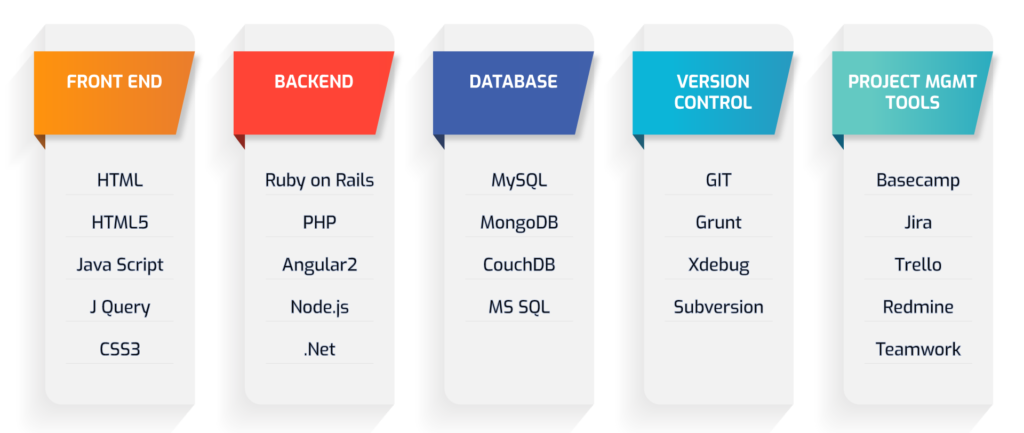 FRONT END
HTML
HTML5
Java Script
J Query
CSS3
BACKEND
Ruby on Rails
PHP
Angular2
Node.js
.Net
DATABASE
MySQL
MongoDB
CouchDB
MS SQL
VERSION
CONTROL
GIT
Grunt
Xdebug
Subversion
PROJECT MGMT
TOOLS
Basecamp
Jira
Trello
Redmine
Teamwork